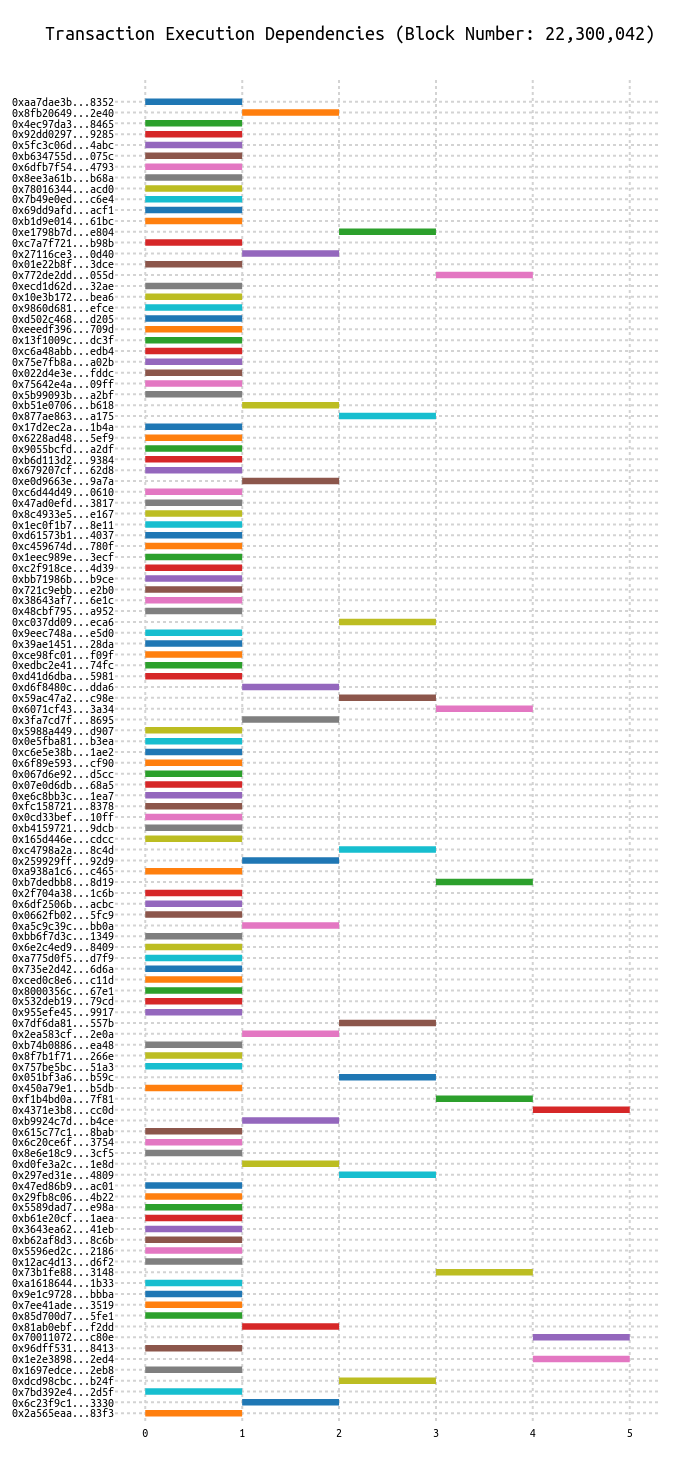 Transaction Execution Dependencies (Block Number: 22,300,042)
0xaa7dae3b...8352
0x8fb20649...2e40
0x4ec97da3...8465
0x92dd0297...9285
0x5fc3c06d...4abc
0xb634755d...075c
0x6dfb7f54...4793
0x8ee3a61b...b68a
0x78016344...acd0
0x7b49e0ed...c6e4
0x69dd9afd...acf1
0xb1d9e014...61bc
0xe1798b7d...e804
0xc7a7f721...b98b
0x27116ce3...0d40
0x01e22b8f...3dce
0x772de2dd...055d
0xecd1d62d...32ae
0x10e3b172...bea6
0x9860d681...efce
0xd502c468...d205
0xeeedf396...709d
0x13f1009c...dc3f
0xc6a48abb...edb4
0x75e7fb8a...a02b
0x022d4e3e...fddc
0x75642e4a...09ff
0x5b99093b...a2bf
0xb51e0706...b618
0x877ae863...a175
0x17d2ec2a...1b4a
0x6228ad48...5ef9
0x9055bcfd...a2df
0xb6d113d2...9384
0x679207cf...62d8
0xe0d9663e...9a7a
0xc6d44d49...0610
0x47ad0efd...3817
0x8c4933e5...e167
0x1ec0f1b7...8e11
0xd61573b1...4037
0xc459674d...780f
0x1eec989e...3ecf
0xc2f918ce...4d39
0xbb71986b...b9ce
0x721c9ebb...e2b0
0x38643af7...6e1c
0x48cbf795...a952
0xc037dd09...eca6
0x9eec748a...e5d0
0x39ae1451...28da
0xce98fc01...f09f
0xedbc2e41...74fc
0xd41d6dba...5981
0xd6f8480c...dda6
0x59ac47a2...c98e
0x6071cf43...3a34
0x3fa7cd7f...8695
0x5988a449...d907
0x0e5fba81...b3ea
0xc6e5e38b...1ae2
0x6f89e593...cf90
0x067d6e92...d5cc
0x07e0d6db...68a5
0xe6c8bb3c...1ea7
0xfc158721...8378
0x0cd33bef...10ff
0xb4159721...9dcb
0x165d446e...cdcc
0xc4798a2a...8c4d
0x259929ff...92d9
0xa938a1c6...c465
0xb7dedbb8...8d19
0x2f704a38...1c6b
0x6df2506b...acbc
0x0662fb02...5fc9
0xa5c9c39c...bb0a
0xbb6f7d3c...1349
0x6e2c4ed9...8409
0xa775d0f5...d7f9
0x735e2d42...6d6a
0xced0c8e6...c11d
0x8000356c...67e1
0x532deb19...79cd
0x955efe45...9917
0x7df6da81...557b
0x2ea583cf...2e0a
0xb74b0886...ea48
0x8f7b1f71...266e
0x757be5bc...51a3
0x051bf3a6...b59c
0x450a79e1...b5db
0xf1b4bd0a...7f81
0x4371e3b8...cc0d
0xb9924c7d...b4ce
0x615c77c1...8bab
0x6c20ce6f...3754
0x8e6e18c9...3cf5
0xd0fe3a2c...1e8d
0x297ed31e...4809
0x47ed86b9...ac01
0x29fb8c06...4b22
0x5589dad7...e98a
0xb61e20cf...1aea
0x3643ea62...41eb
0xb62af8d3...8c6b
0x5596ed2c...2186
0x12ac4d13...d6f2
0x73b1fe88...3148
0xa1618644...1b33
0x9e1c9728...bbba
0x7ee41ade...3519
0x85d700d7...5fe1
0x81ab0ebf...f2dd
0x70011072...c80e
0x96dff531...8413
0x1e2e3898...2ed4
0x1697edce...2eb8
0xdcd98cbc...b24f
0x7bd392e4...2d5f
0x6c23f9c1...3330
0x2a565eaa...83f3
0 1 2 3 4 5